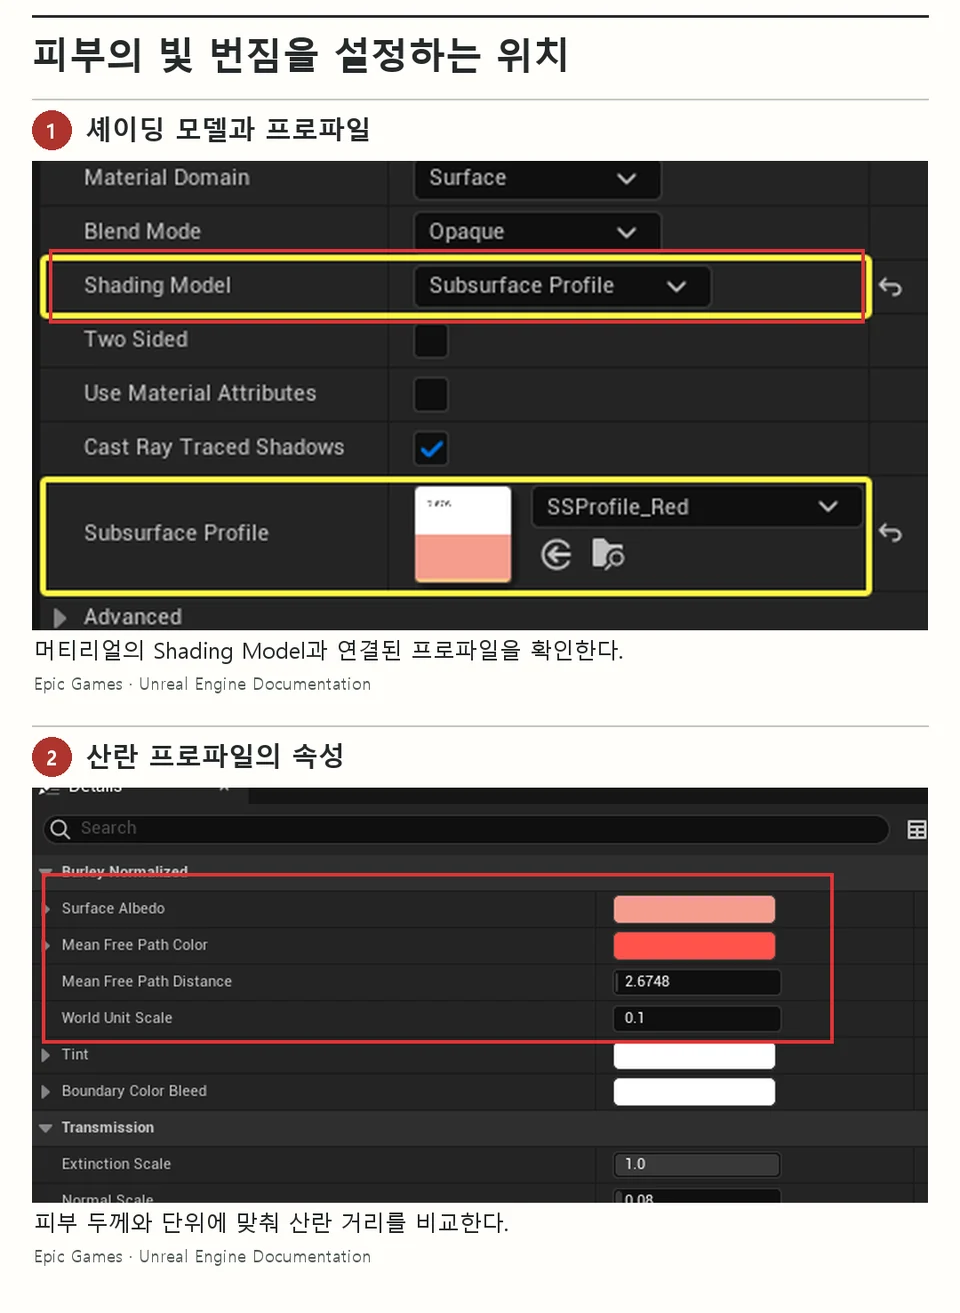 피부의 빛 번짐을 설정하는 위치
1 셰이딩 모델과 프로파일
Material Domain Surface
Blend Mode Opaque
Shading Model Subsurface Profile
Two Sided
Use Material Attributes
Cast Ray Traced Shadows
Subsurface Profile SSProfile_Red
Advanced
머티리얼의 Shading Model과 연결된 프로파일을 확인한다.
Epic Games · Unreal Engine Documentation
2 산란 프로파일의 속성
Details
Search
Burley Normalized
Surface Albedo
Mean Free Path Color
Mean Free Path Distance 2.6748
World Unit Scale 0.1
Tint
Boundary Color Bleed
Transmission
Extinction Scale 1.0
Normal Scale 0.08
피부 두께와 단위에 맞춰 산란 거리를 비교한다.
Epic Games · Unreal Engine Documentation